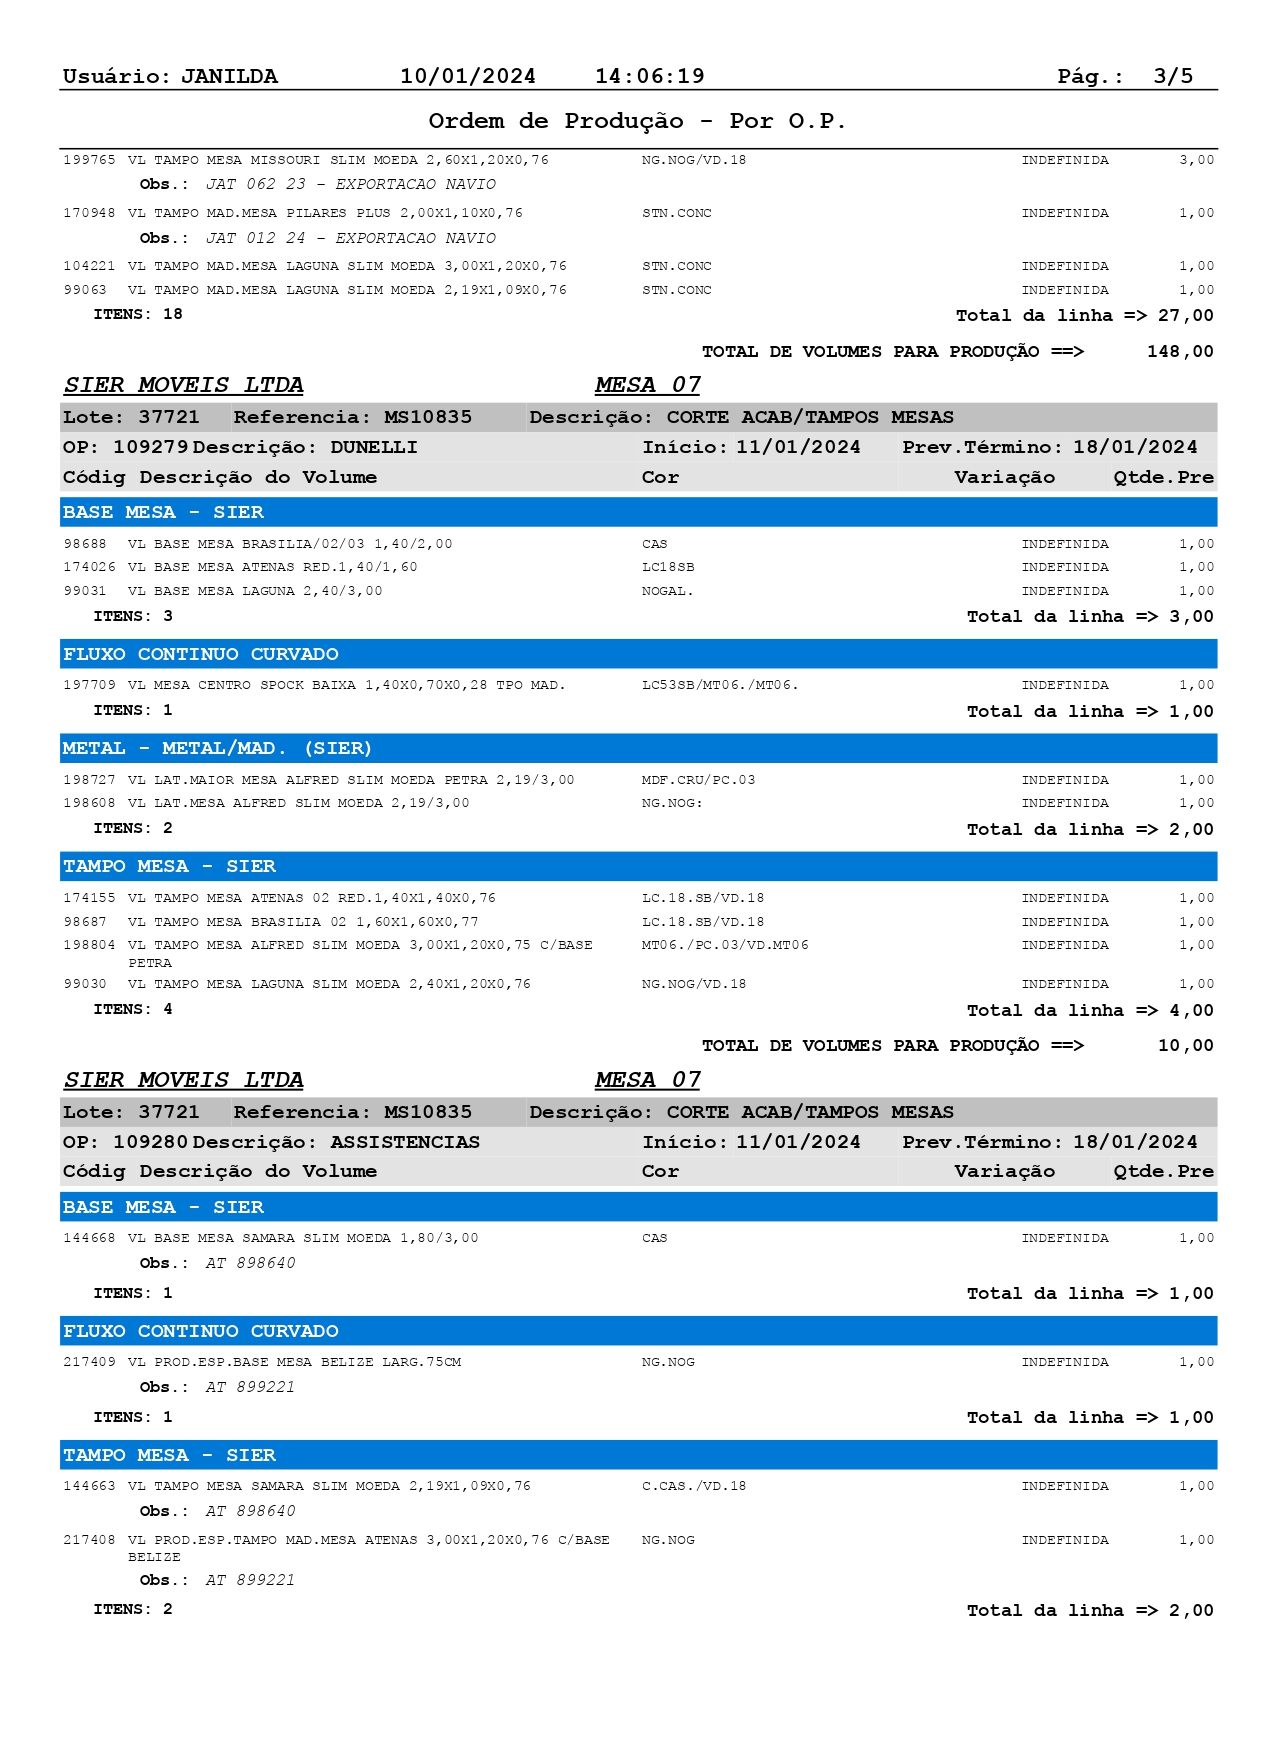 Usuário: JANILDA 10/01/2024 14:06:19 Pág.: 3/5
Ordem de Produção - Por O.P.
199765 VL TAMPO MESA MISSOURI SLIM MOEDA 2,60X1,20X0,76 NG.NOG/VD.18 INDEFINIDA 3,00
Obs.: JAT 062 23 - EXPORTACAO NAVIO
170948 VL TAMPO MAD.MESA PILARES PLUS 2,00X1,10X0,76 STN.CONC INDEFINIDA 1,00
Obs.: JAT 012 24 - EXPORTACAO NAVIO
104221 VL TAMPO MAD.MESA LAGUNA SLIM MOEDA 3,00X1,20X0,76 STN.CONC INDEFINIDA 1,00
99063 VL TAMPO MAD.MESA LAGUNA SLIM MOEDA 2,19X1,09X0,76 STN.CONC INDEFINIDA 1,00
ITENS: 18 Total da linha => 27,00
TOTAL DE VOLUMES PARA PRODUÇÃO ==> 148,00
SIER MOVEIS LTDA MESA 07
Lote: 37721 Referencia: MS10835 Descrição: CORTE ACAB/TAMPOS MESAS
OP: 109279 Descrição: DUNELLI Início: 11/01/2024 Prev.Término: 18/01/2024
Códig Descrição do Volume Cor Variação Qtde.Pre
BASE MESA - SIER
98688 VL BASE MESA BRASILIA/02/03 1,40/2,00 CAS INDEFINIDA 1,00
174026 VL BASE MESA ATENAS RED.1,40/1,60 LC18SB INDEFINIDA 1,00
99031 VL BASE MESA LAGUNA 2,40/3,00 NOGAL. INDEFINIDA 1,00
ITENS: 3 Total da linha => 3,00
FLUXO CONTINUO CURVADO
197709 VL MESA CENTRO SPOCK BAIXA 1,40X0,70X0,28 TPO MAD. LC53SB/MT06./MT06. INDEFINIDA 1,00
ITENS: 1 Total da linha => 1,00
METAL - METAL/MAD. (SIER)
198727 VL LAT.MAIOR MESA ALFRED SLIM MOEDA PETRA 2,19/3,00 MDF.CRU/PC.03 INDEFINIDA 1,00
198608 VL LAT.MESA ALFRED SLIM MOEDA 2,19/3,00 NG.NOG: INDEFINIDA 1,00
ITENS: 2 Total da linha => 2,00
TAMPO MESA - SIER
174155 VL TAMPO MESA ATENAS 02 RED.1,40X1,40X0,76 LC.18.SB/VD.18 INDEFINIDA 1,00
98687 VL TAMPO MESA BRASILIA 02 1,60X1,60X0,77 LC.18.SB/VD.18 INDEFINIDA 1,00
198804 VL TAMPO MESA ALFRED SLIM MOEDA 3,00X1,20X0,75 C/BASE MT06./PC.03/VD.MT06 INDEFINIDA 1,00
PETRA
99030 VL TAMPO MESA LAGUNA SLIM MOEDA 2,40X1,20X0,76 NG.NOG/VD.18 INDEFINIDA 1,00
ITENS: 4 Total da linha => 4,00
TOTAL DE VOLUMES PARA PRODUÇÃO ==> 10,00
SIER MOVEIS LTDA MESA 07
Lote: 37721 Referencia: MS10835 Descrição: CORTE ACAB/TAMPOS MESAS
OP: 109280 Descrição: ASSISTENCIAS Início: 11/01/2024 Prev.Término: 18/01/2024
Códig Descrição do Volume Cor Variação Qtde.Pre
BASE MESA - SIER
144668 VL BASE MESA SAMARA SLIM MOEDA 1,80/3,00 CAS INDEFINIDA 1,00
Obs.: AT 898640
ITENS: 1 Total da linha => 1,00
FLUXO CONTINUO CURVADO
217409 VL PROD.ESP.BASE MESA BELIZE LARG.75CM NG.NOG INDEFINIDA 1,00
Obs.: AT 899221
ITENS: 1 Total da linha => 1,00
TAMPO MESA - SIER
144663 VL TAMPO MESA SAMARA SLIM MOEDA 2,19X1,09X0,76 C.CAS./VD.18 INDEFINIDA 1,00
Obs.: AT 898640
217408 VL PROD.ESP.TAMPO MAD.MESA ATENAS 3,00X1,20X0,76 C/BASE NG.NOG INDEFINIDA 1,00
BELIZE
Obs.: AT 899221
ITENS: 2 Total da linha => 2,00